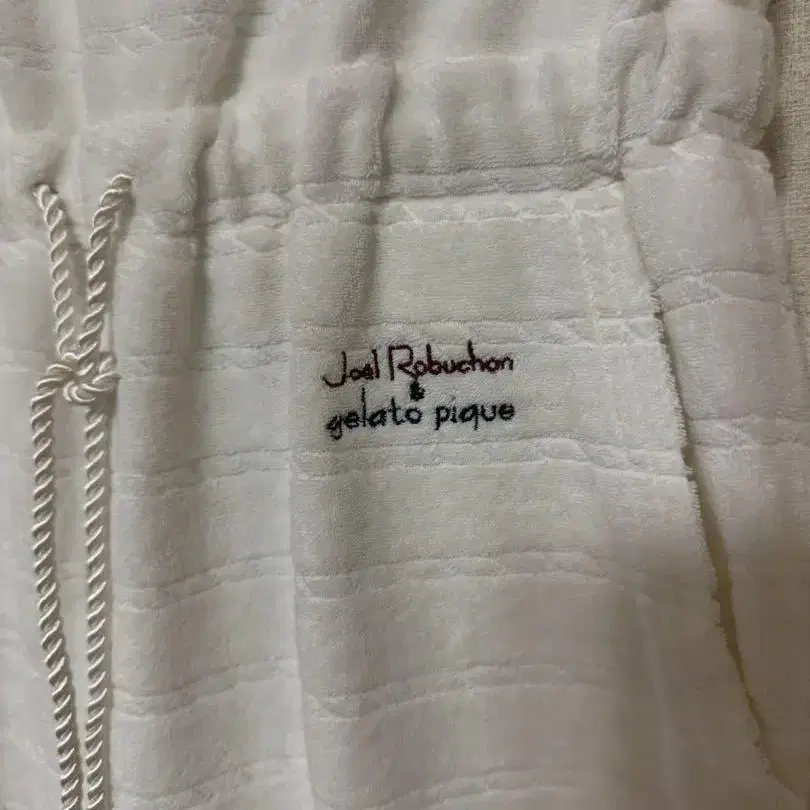 Joel Robuchon
&
gelato pique